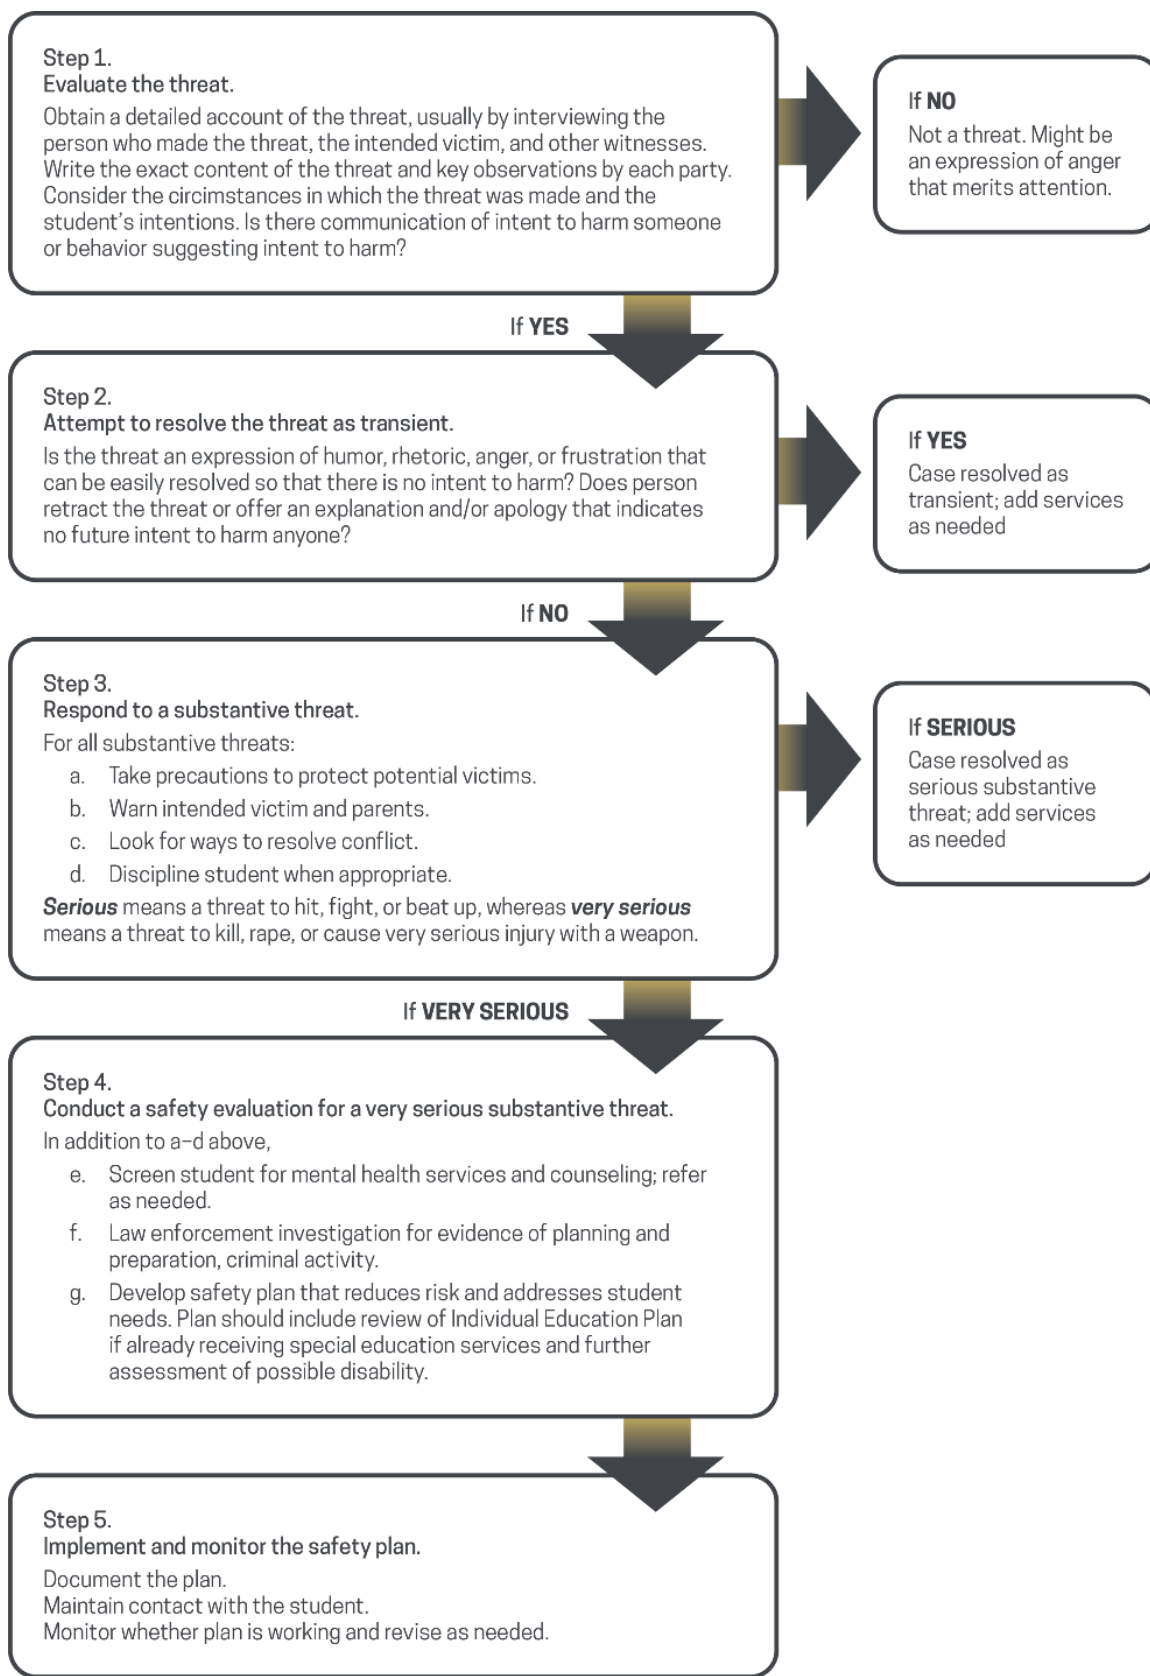 Step 1.
Evaluate the threat.
Obtain a detailed account of the threat, usually by interviewing the
person who made the threat, the intended victim, and other witnesses.
Write the exact content of the threat and key observations by each party.
Consider the circumstances in which the threat was made and the
student’s intentions. Is there communication of intent to harm someone
or behavior suggesting intent to harm?
If NO
Not a threat. Might be
an expression of anger
that merits attention.
If YES
Step 2.
Attempt to resolve the threat as transient.
Is the threat an expression of humor, rhetoric, anger, or frustration that
can be easily resolved so that there is no intent to harm? Does person
retract the threat or offer an explanation and/or apology that indicates
no future intent to harm anyone?
If YES
Case resolved as
transient; add services
as needed
If NO
Step 3.
Respond to a substantive threat.
For all substantive threats:
a. Take precautions to protect potential victims.
b. Warn intended victim and parents.
c. Look for ways to resolve conflict.
d. Discipline student when appropriate.
Serious means a threat to hit, fight, or beat up, whereas very serious
means a threat to kill, rape, or cause very serious injury with a weapon.
If SERIOUS
Case resolved as
serious substantive
threat; add services
as needed
If VERY SERIOUS
Step 4.
Conduct a safety evaluation for a very serious substantive threat.
In addition to a–d above,
e. Screen student for mental health services and counseling; refer
as needed.
f. Law enforcement investigation for evidence of planning and
preparation, criminal activity.
g. Develop safety plan that reduces risk and addresses student
needs. Plan should include review of Individual Education Plan
if already receiving special education services and further
assessment of possible disability.
Step 5.
Implement and monitor the safety plan.
Document the plan.
Maintain contact with the student.
Monitor whether plan is working and revise as needed.